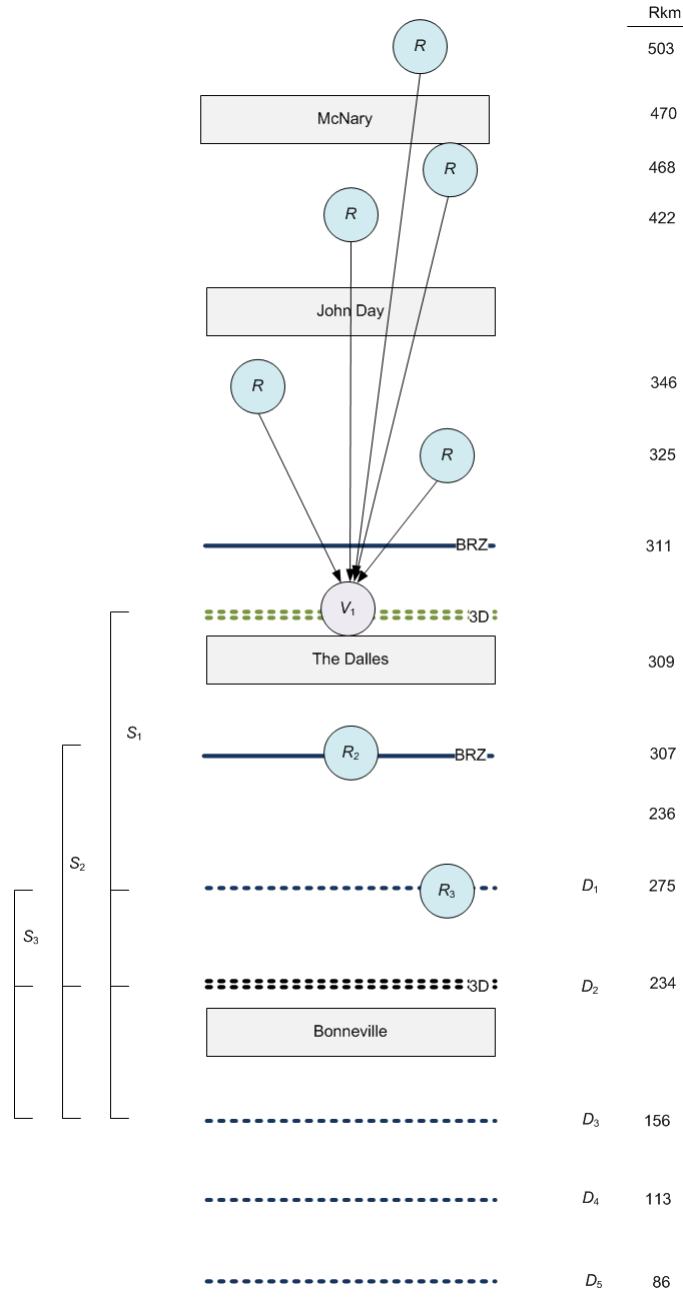 Rkm
R 503
McNary 470
R 468
R 422
John Day
R 346
R 325
BRZ 311
V1
3D
The Dalles 309
S1
R2 BRZ 307
236
S2
R3 D1 275
S3
3D D2 234
Bonneville
D3 156
D4 113
D5 86